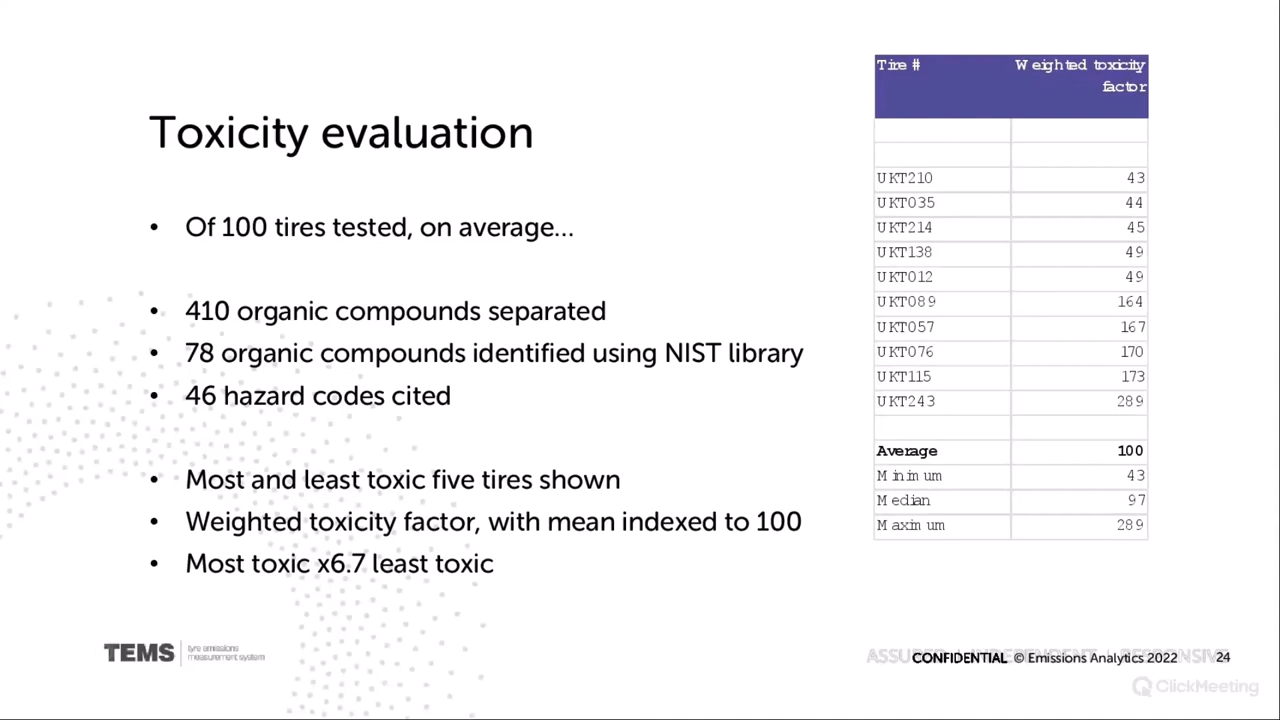 Toxicity evaluation
• Of 100 tires tested, on average...
• 410 organic compounds separated
• 78 organic compounds identified using NIST library
• 46 hazard codes cited
• Most and least toxic five tires shown
• Weighted toxicity factor, with mean indexed to 100
• Most toxic x6.7 least toxic
Tire # Weighted toxicity
factor
UKT210 43
UKT035 44
UKT214 45
UKT138 49
UKT012 49
UKT089 164
UKT057 167
UKT076 170
UKT115 173
UKT243 289
Average 100
Minimum 43
Median 97
Maximum 289
TEMS
tyre emissions
measurement system
CONFIDENTIAL © Emissions Analytics 2022 24
ClickMeeting